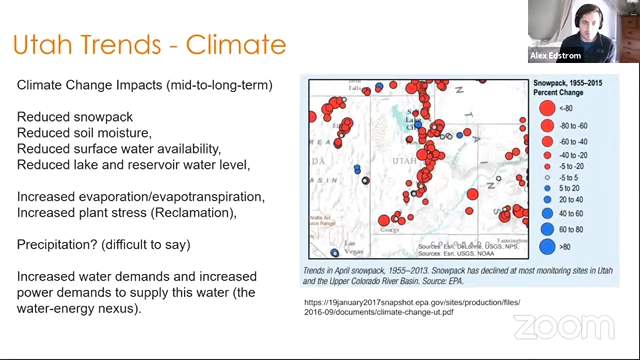 Utah Trends - Climate
Alex Edstrom
Climate Change Impacts (mid-to-long-term)
Reduced snowpack
Reduced soil moisture,
Reduced surface water availability,
Reduced lake and reservoir water level,
Increased evaporation/evapotranspiration,
Increased plant stress (Reclamation),
Precipitation? (difficult to say)
Increased water demands and increased
power demands to supply this water (the
water-energy nexus).
UTAH
BASIN
George
Las
Vegas
Sources: Esri, DeLorme, USGS, NPS,
Sources: Esri, USGS, NOAA
Snowpack, 1955-2015
Percent Change
<-80
-80 to -60
-60 to -40
-40 to -20
-20 to -5
-5 to 5
5 to 20
20 to 40
40 to 60
60 to 80
>80
Trends in April snowpack, 1955–2013. Snowpack has declined at most monitoring sites in Utah
and the Upper Colorado River Basin. Source: EPA.
https://19january2017snapshot.epa.gov/sites/production/files/
2016-09/documents/climate-change-ut.pdf
zoom